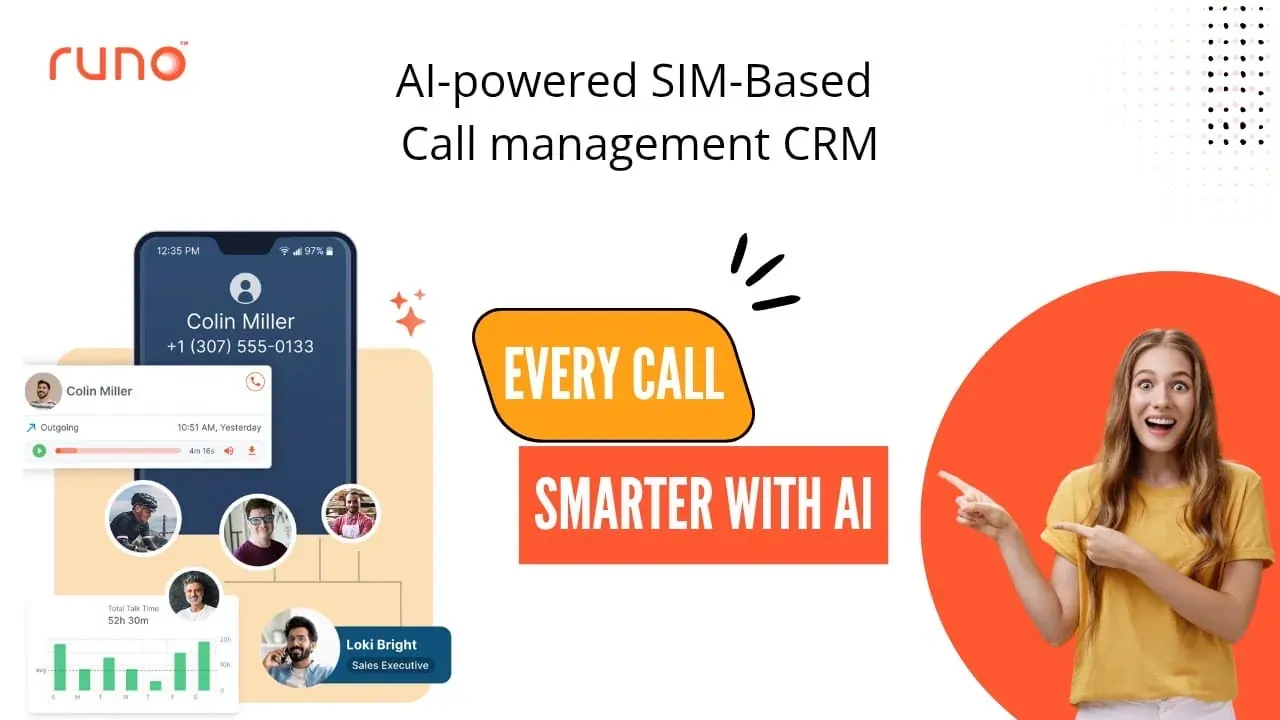 runo™
AI-powered SIM-Based
Call management CRM
12:35 PM
97%
Colin Miller
+1 (307) 555-0133
Colin Miller
Outgoing
10:51 AM, Yesterday
4m 16s
EVERY CALL
SMARTER WITH AI
Total Talk Time
52h 30m
20h
10h
0
avg
S M T W T F S
Loki Bright
Sales Executive